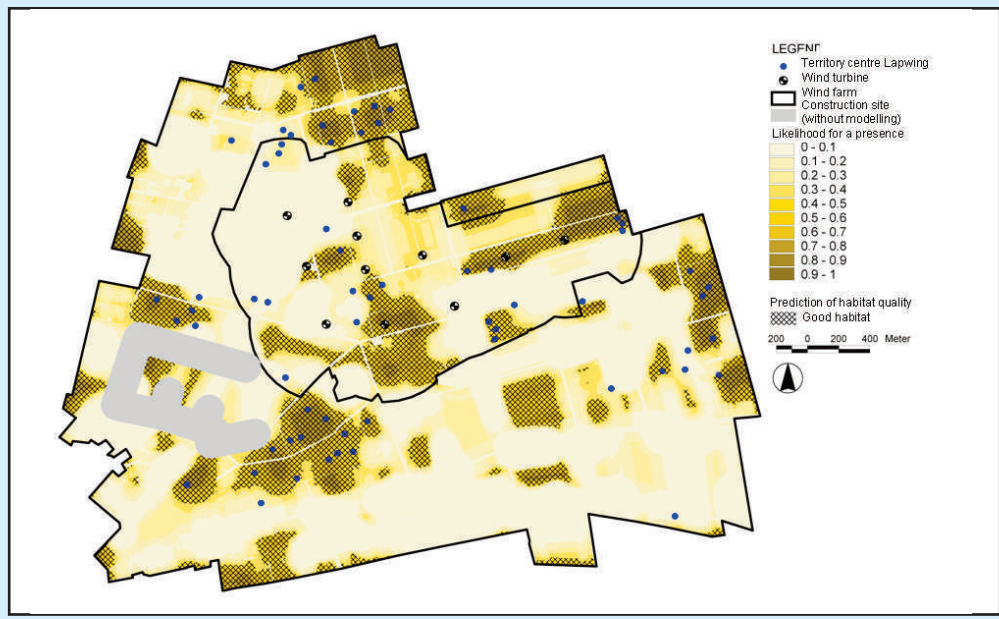 LEGEND
Territory centre Lapwing
Wind turbine
Wind farm
Construction site
(without modelling)
Likelihood for a presence
0 - 0.1
0.1 - 0.2
0.2 - 0.3
0.3 - 0.4
0.4 - 0.5
0.5 - 0.6
0.6 - 0.7
0.7 - 0.8
0.8 - 0.9
0.9 - 1
Prediction of habitat quality
Good habitat
200 0 200 400 Meter